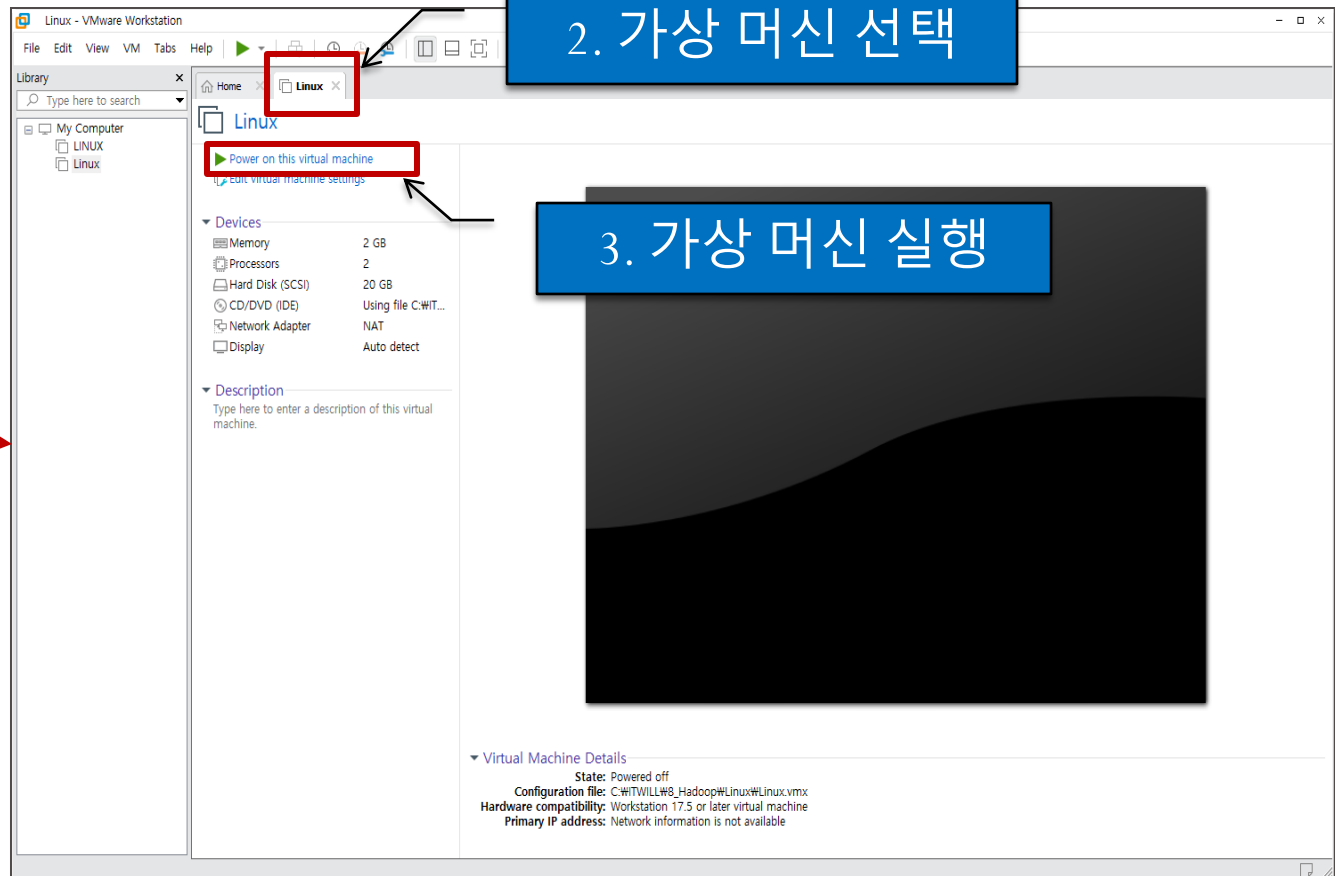 Linux - VMware Workstation
2. 가상 머신 선택
File Edit View VM Tabs Help
Library
Home
Linux
Type here to search
My Computer
LINUX
Linux
Linux
Power on this virtual machine
Edit virtual machine settings
3. 가상 머신 실행
Devices
Memory 2 GB
Processors 2
Hard Disk (SCSI) 20 GB
CD/DVD (IDE) Using file C:₩IT...
Network Adapter NAT
Display Auto detect
Description
Type here to enter a description of this virtual
machine.
Virtual Machine Details
State: Powered off
Configuration file: C:₩ITWILL₩8_Hadoop₩Linux₩Linux.vmx
Hardware compatibility: Workstation 17.5 or later virtual machine
Primary IP address: Network information is not available